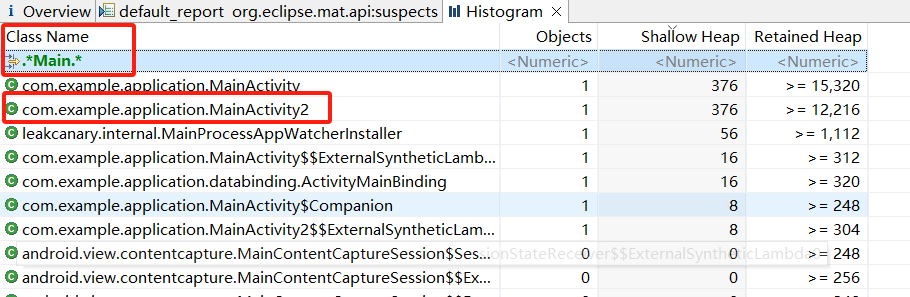 i Overview default_report org.eclipse.mat.api:suspects Histogram
Class Name Objects Shallow Heap Retained Heap
.*Main.* <Numeric> <Numeric> <Numeric>
com.example.application.MainActivity 1 376 >= 15,320
com.example.application.MainActivity2 1 376 >= 12,216
leakcanary.internal.MainProcessAppWatcherInstaller 1 56 >= 1,112
com.example.application.MainActivity$$ExternalSyntheticLamb... 1 16 >= 312
com.example.application.databinding.ActivityMainBinding 1 16 >= 320
com.example.application.MainActivity$Companion 1 8 >= 248
com.example.application.MainActivity2$$ExternalSyntheticLam... 1 8 >= 304
android.view.contentcapture.MainContentCaptureSession$Ses 0 0 >= 248
android.view.contentcapture.MainContentCaptureSession$$Ex... 0 0 >= 256